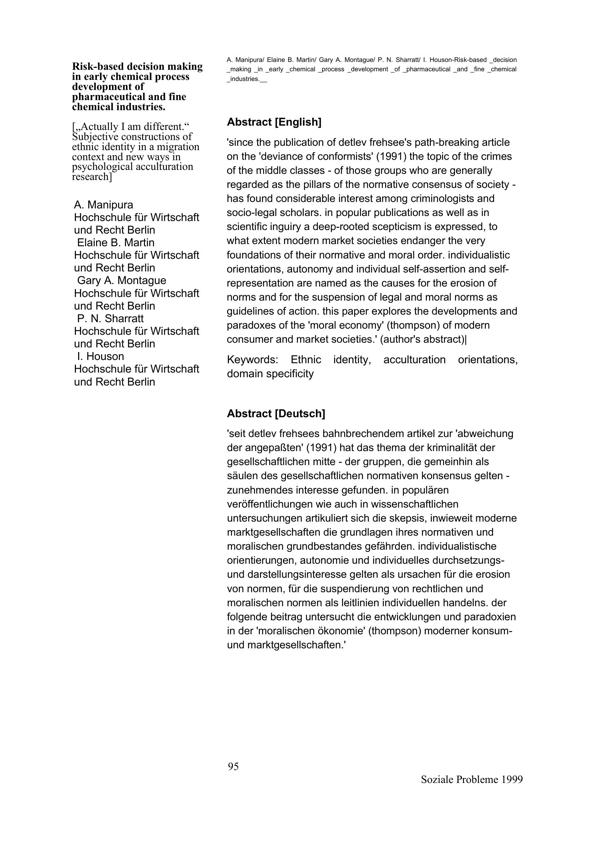 Risk-based decision making
in early chemical process
development of
pharmaceutical and fine
chemical industries.
[„Actually I am different.“
Subjective constructions of
ethnic identity in a migration
context and new ways in
psychological acculturation
research]
A. Manipura
Hochschule für Wirtschaft
und Recht Berlin
Elaine B. Martin
Hochschule für Wirtschaft
und Recht Berlin
Gary A. Montague
Hochschule für Wirtschaft
und Recht Berlin
P. N. Sharratt
Hochschule für Wirtschaft
und Recht Berlin
I. Houson
Hochschule für Wirtschaft
und Recht Berlin
A. Manipura/ Elaine B. Martin/ Gary A. Montague/ P. N. Sharratt/ I. Houson-Risk-based _decision
_making _in _early _chemical _process _development _of _pharmaceutical _and _fine _chemical
_industries.__
Abstract [English]
'since the publication of detlev frehsee's path-breaking article
on the 'deviance of conformists' (1991) the topic of the crimes
of the middle classes - of those groups who are generally
regarded as the pillars of the normative consensus of society -
has found considerable interest among criminologists and
socio-legal scholars. in popular publications as well as in
scientific inguiry a deep-rooted scepticism is expressed, to
what extent modern market societies endanger the very
foundations of their normative and moral order. individualistic
orientations, autonomy and individual self-assertion and self-
representation are named as the causes for the erosion of
norms and for the suspension of legal and moral norms as
guidelines of action. this paper explores the developments and
paradoxes of the 'moral economy' (thompson) of modern
consumer and market societies.' (author's abstract)|
Keywords: Ethnic identity, acculturation orientations,
domain specificity
Abstract [Deutsch]
'seit detlev frehsees bahnbrechendem artikel zur 'abweichung
der angepaßten' (1991) hat das thema der kriminalität der
gesellschaftlichen mitte - der gruppen, die gemeinhin als
säulen des gesellschaftlichen normativen konsensus gelten -
zunehmendes interesse gefunden. in populären
veröffentlichungen wie auch in wissenschaftlichen
untersuchungen artikuliert sich die skepsis, inwieweit moderne
marktgesellschaften die grundlagen ihres normativen und
moralischen grundbestandes gefährden. individualistische
orientierungen, autonomie und individuelles durchsetzungs-
und darstellungsinteresse gelten als ursachen für die erosion
von normen, für die suspendierung von rechtlichen und
moralischen normen als leitlinien individuellen handelns. der
folgende beitrag untersucht die entwicklungen und paradoxien
in der 'moralischen ökonomie' (thompson) moderner konsum-
und marktgesellschaften.'
95
Soziale Probleme 1999